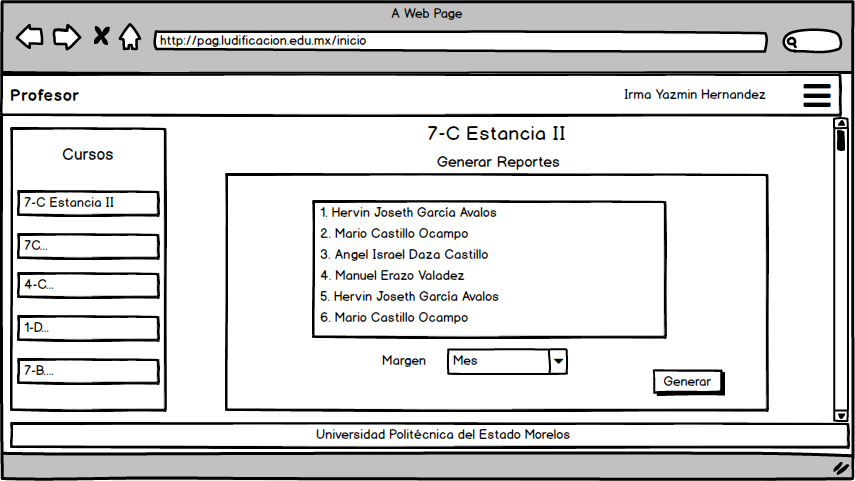 A Web Page
http://pag.ludificacion.edu.mx/inicio
Profesor
Irma Yazmin Hernandez
Cursos
7-C Estancia II
7C...
4-C...
1-D...
7-B....
7-C Estancia II
Generar Reportes
1. Hervin Joseth García Avalos
2. Mario Castillo Ocampo
3. Angel Israel Daza Castillo
4. Manuel Erazo Valadez
5. Hervin Joseth García Avalos
6. Mario Castillo Ocampo
Margen
Mes
Generar
Universidad Politécnica del Estado Morelos